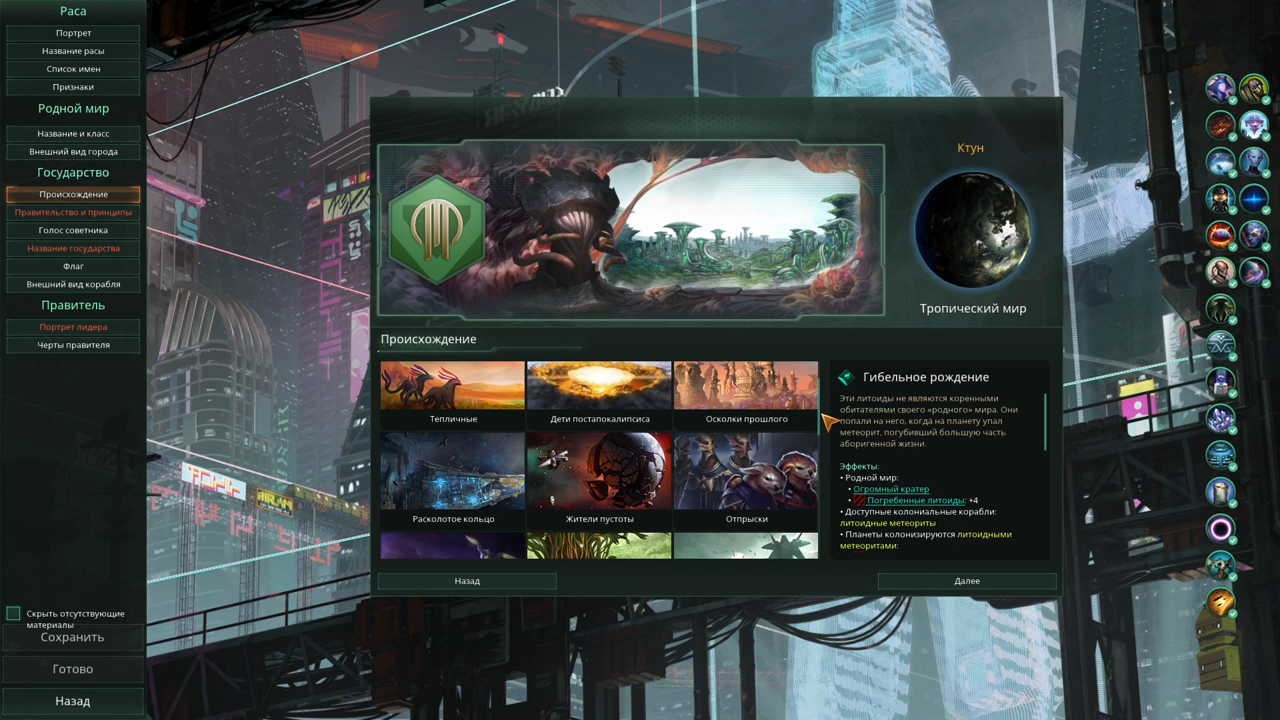 Раса
Портрет
Название расы
Список имен
Признаки
Родной мир
Название и класс
Внешний вид города
Государство
Происхождение
Правительство и принципы
Голос советника
Название государства
Флаг
Внешний вид корабля
Правитель
Портрет лидера
Черты правителя
Скрыть отсутствующие
материалы
Сохранить
Готово
Назад
Ктун
Тропический мир
Происхождение
Тепличные
Дети постапокалипсиса
Осколки прошлого
Расколотое кольцо
Жители пустоты
Отпрыски
Гибельное рождение
Эти литоиды не являются коренными
обитателями своего «родного» мира. Они
попали на него, когда на планету упал
метеорит, погубивший большую часть
аборигенной жизни.
Эффекты:
• Родной мир:
• Огромный кратер
• Погребенные литоиды: +4
• Доступные колониальные корабли:
литоидные метеориты
• Планеты колонизируются литоидными
метеоритами:
Назад
Далее